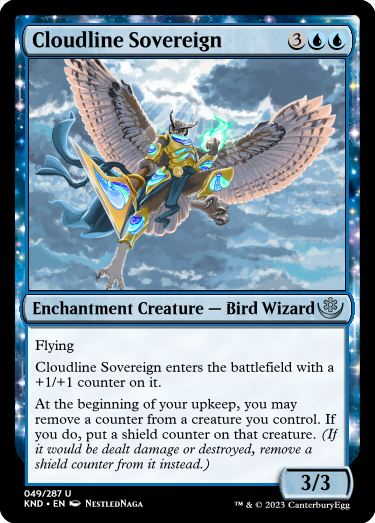 Cloudline Sovereign 3
Enchantment Creature — Bird Wizard
Flying
Cloudline Sovereign enters the battlefield with a
+1/+1 counter on it.
At the beginning of your upkeep, you may
remove a counter from a creature you control. If
you do, put a shield counter on that creature. (If
it would be dealt damage or destroyed, remove a
shield counter from it instead.)
3/3
049/287 U
KND • EN NestledNaga ™ & © 2023 CanterburyEgg